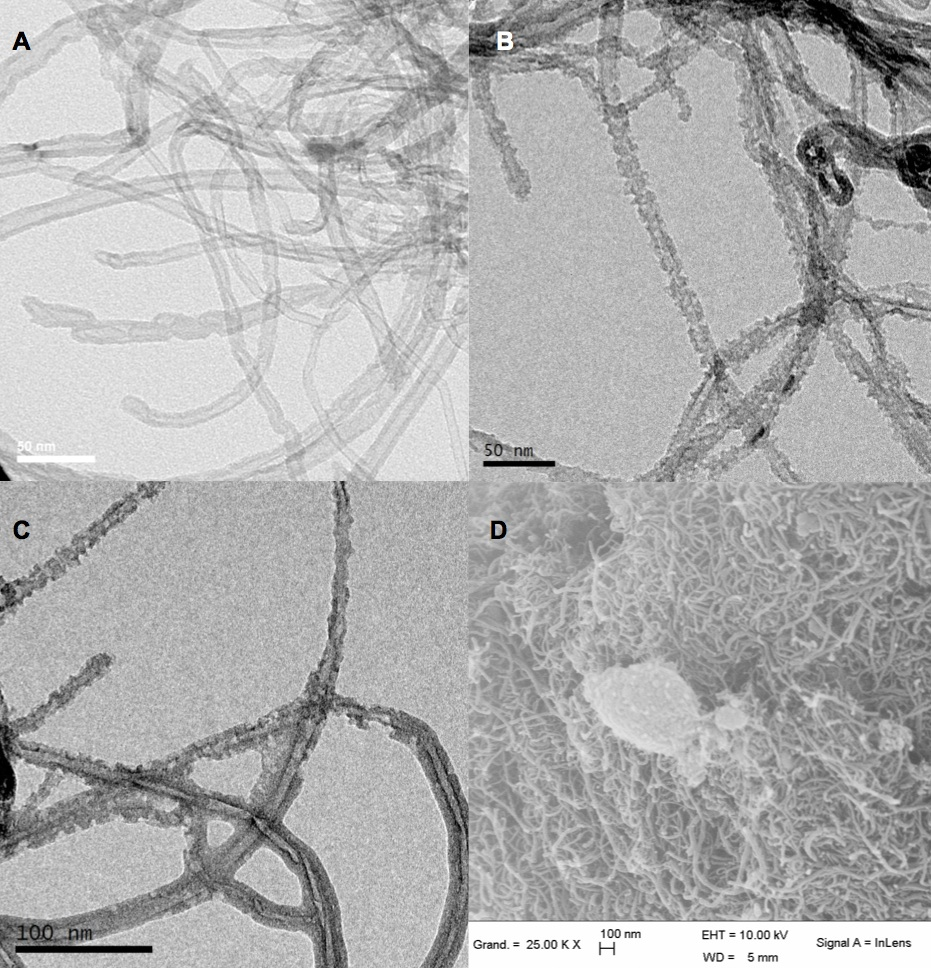 A
B
50 nm
50 nm
C
D
100 nm
Grand. = 25.00 K X
100 nm
EHT = 10.00 kV
WD = 5 mm
Signal A = InLens